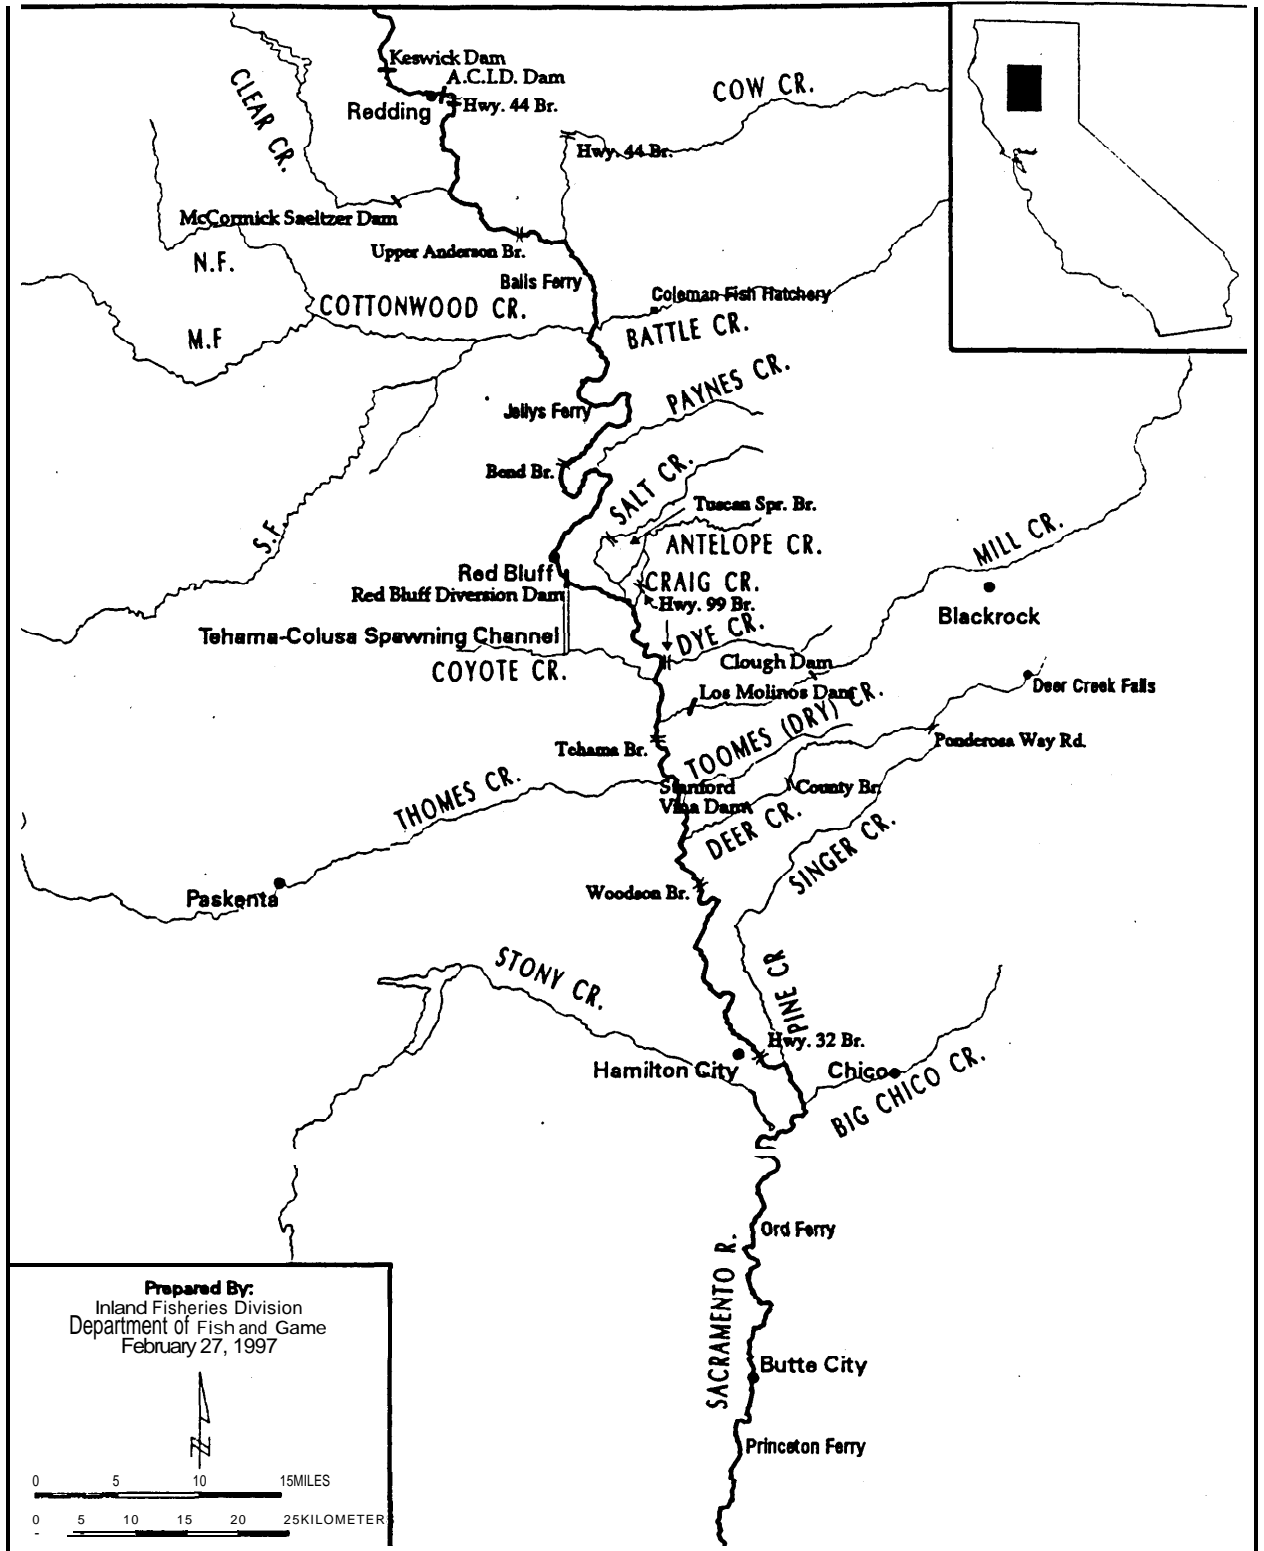 Keswick Dam
A.C.I.D. Dam
Redding
Hwy. 44 Br.
COW CR.
CLEAR CR.
Hwy. 44 Br.
McCormick Saeltzer Dam
Upper Anderson Br.
N.F.
Balls Ferry
Coleman Fish Hatchery
COTTONWOOD CR.
BATTLE CR.
M.F
PAYNES CR.
Jellys Ferry
Bend Br.
SALT CR.
Tuscan Spr. Br.
S.F.
ANTELOPE CR.
MILL CR.
Red Bluff
CRAIG CR.
Red Bluff Diversion Dam
Hwy. 99 Br.
Blackrock
Tehama-Colusa Spawning Channel
DYE CR.
COYOTE CR.
Clough Dam
Deer Creek Falls
Los Molinos Dam
TOOMES (DRY) CR.
Tehama Br.
Ponderosa Way Rd.
THOMES CR.
Stanford
Vina Dam
County Br.
DEER CR.
SINGER CR.
Woodson Br.
Paskenta
STONY CR.
PINE CR
Hwy. 32 Br.
Hamilton City
Chico
BIG CHICO CR.
Ord Ferry
SACRAMENTO R.
Butte City
Princeton Ferry
Prepared By:
Inland Fisheries Division
Department of Fish and Game
February 27, 1997
N
0 5 10 15MILES
0 5 10 15 20 25KILOMETER